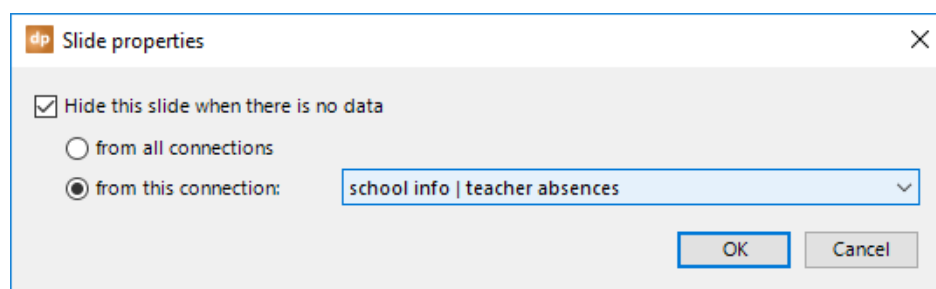 dp Slide properties
Hide this slide when there is no data
from all connections
from this connection: school info | teacher absences
OK Cancel